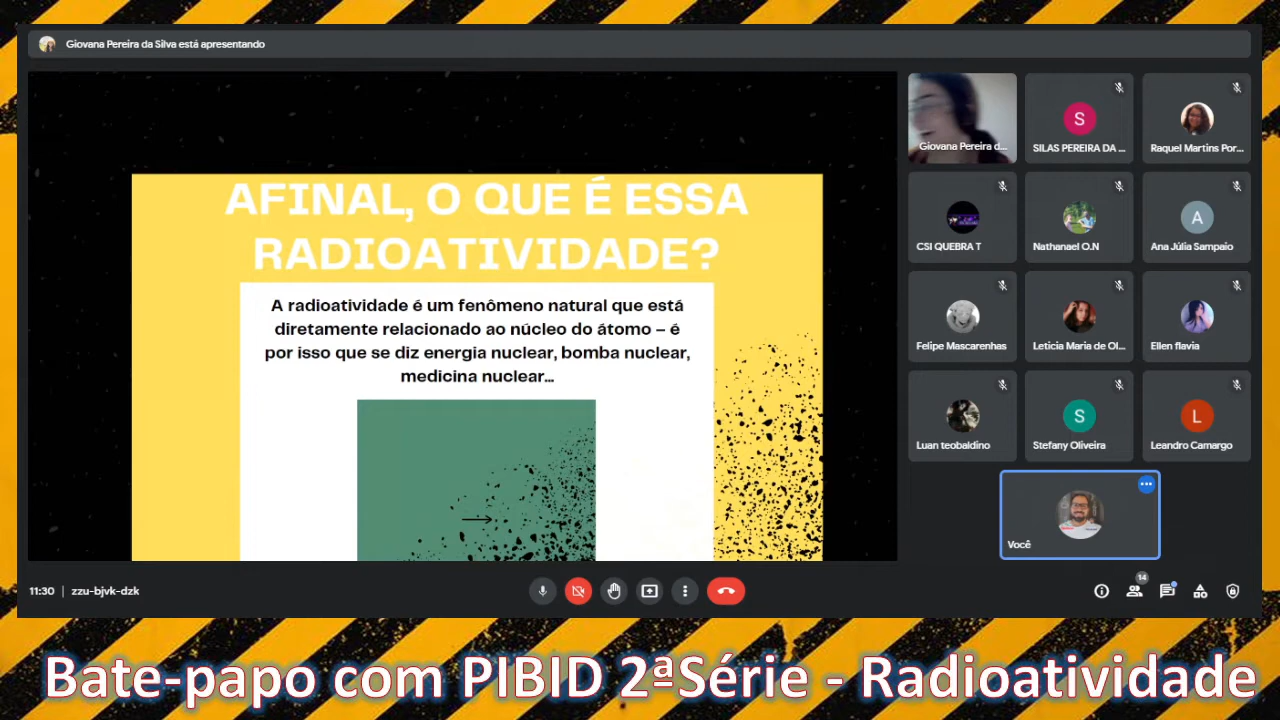 Giovana Pereira da Silva está apresentando
AFINAL, O QUE É ESSA
RADIOATIVIDADE?
A radioatividade é um fenômeno natural que está
diretamente relacionado ao núcleo do átomo – é
por isso que se diz energia nuclear, bomba nuclear,
medicina nuclear...
Giovana Pereira d...
S
SILAS PEREIRA DA ...
Raquel Martins Por...
CSI QUEBRA T
Nathanael O.N
A
Ana Júlia Sampaio
Felipe Mascarenhas
Leticia Maria de Ol...
Ellen flavia
Luan teobaldino
S
Stefany Oliveira
L
Leandro Camargo
Você
11:30 | zzu-bjvk-dzk
14
Bate-papo com PIBID 2ªSérie - Radioatividade